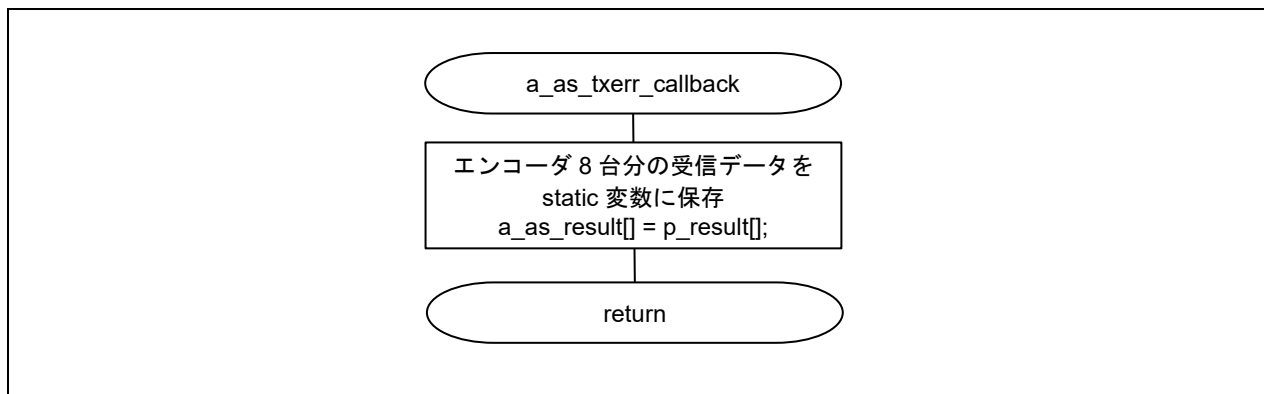 a_as_txerr_callback
エンコーダ 8 台分の受信データを
static 変数に保存
a_as_result[] = p_result[];
return